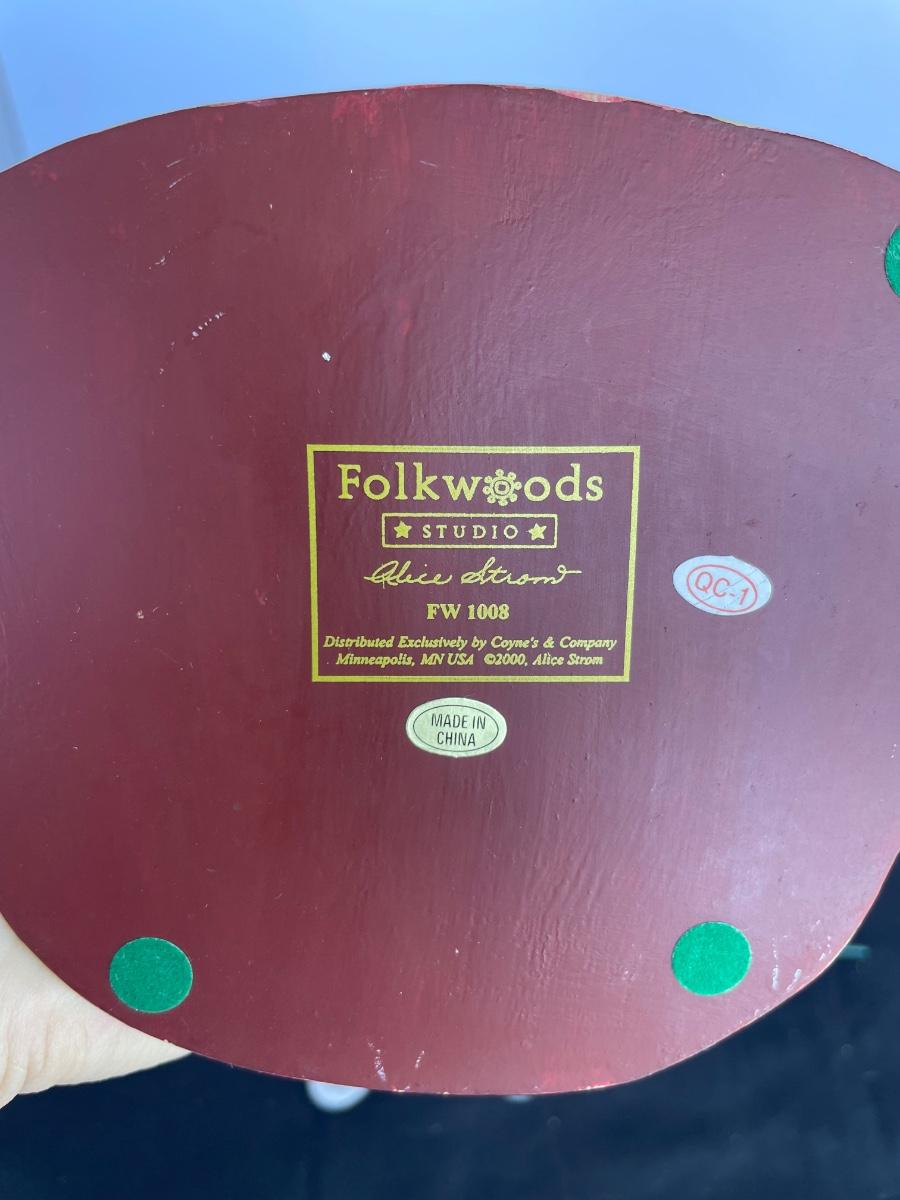 Folkwoods
★ STUDIO ★
Alice Strom
FW 1008
Distributed Exclusively by Coyne's & Company
Minneapolis, MN USA ©2000, Alice Strom
QC-1
MADE IN
CHINA